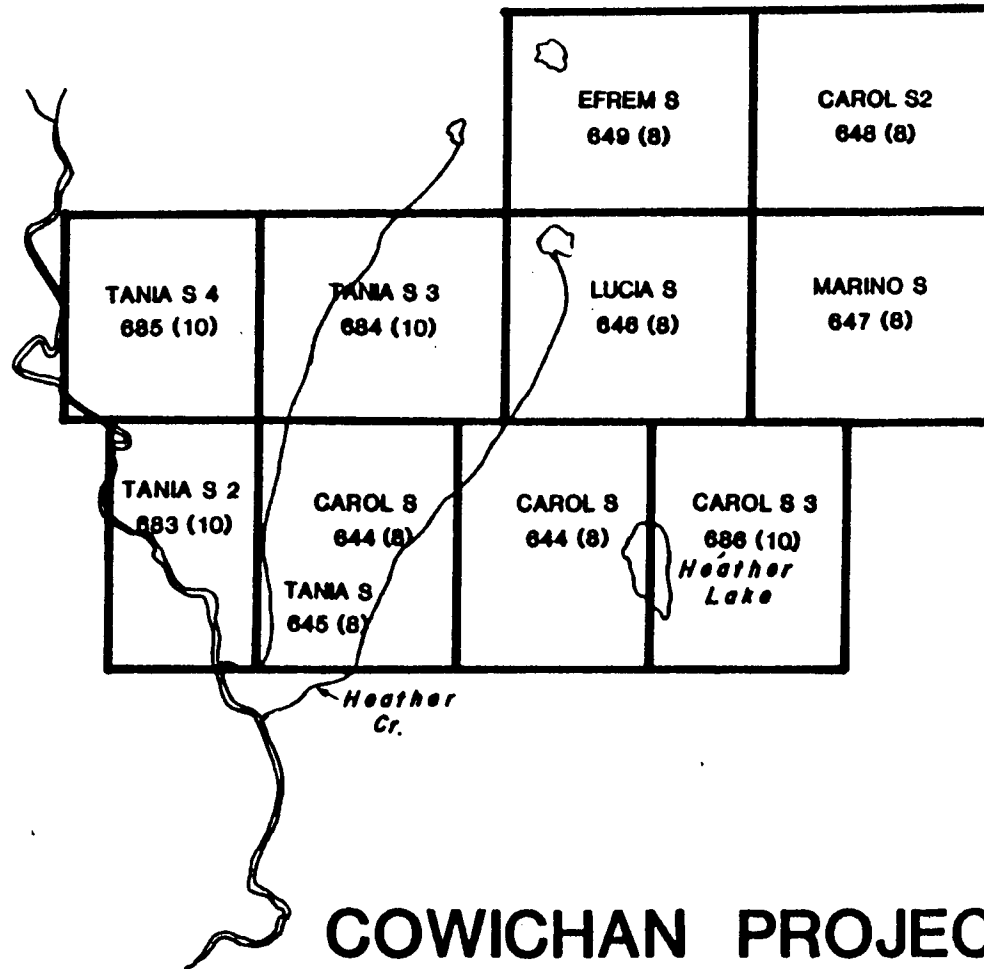 EFREM S
649 (8)
CAROL S2
648 (8)
TANIA S 4
685 (10)
TANIA S 3
684 (10)
LUCIA S
646 (8)
MARINO S
647 (8)
TANIA S 2
683 (10)
CAROL S
644 (8)
TANIA S
645 (8)
CAROL S
644 (8)
CAROL S 3
686 (10)
Heather
Lake
Heather
Cr.
COWICHAN PROJEC